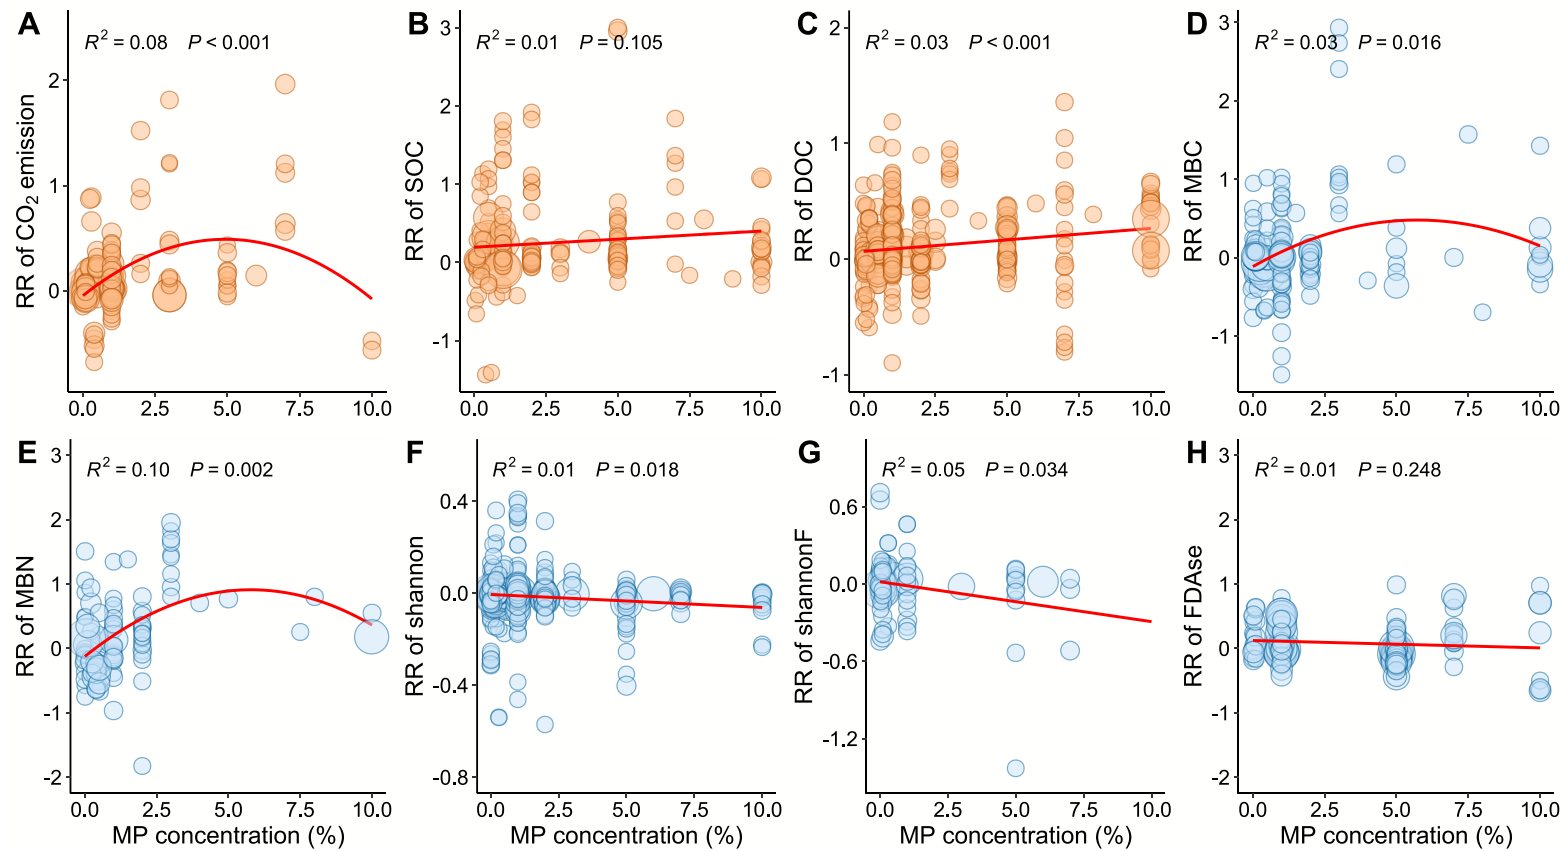 A
R² = 0.08 P < 0.001
RR of CO₂ emission
2
1
0
0.0 2.5 5.0 7.5 10.0
B
R² = 0.01 P = 0.105
RR of SOC
3
2
1
0
-1
0.0 2.5 5.0 7.5 10.0
C
R² = 0.03 P < 0.001
RR of DOC
2
1
0
-1
0.0 2.5 5.0 7.5 10.0
D
R² = 0.03 P = 0.016
RR of MBC
3
2
1
0
-1
0.0 2.5 5.0 7.5 10.0
E
R² = 0.10 P = 0.002
RR of MBN
3
2
1
0
-1
-2
0.0 2.5 5.0 7.5 10.0
MP concentration (%)
F
R² = 0.01 P = 0.018
RR of shannon
0.4
0.0
-0.4
-0.8
0.0 2.5 5.0 7.5 10.0
MP concentration (%)
G
R² = 0.05 P = 0.034
RR of shannonF
0.6
0.0
-0.6
-1.2
0.0 2.5 5.0 7.5 10.0
MP concentration (%)
H
R² = 0.01 P = 0.248
RR of FDAse
3
2
1
0
-1
-2
0.0 2.5 5.0 7.5 10.0
MP concentration (%)